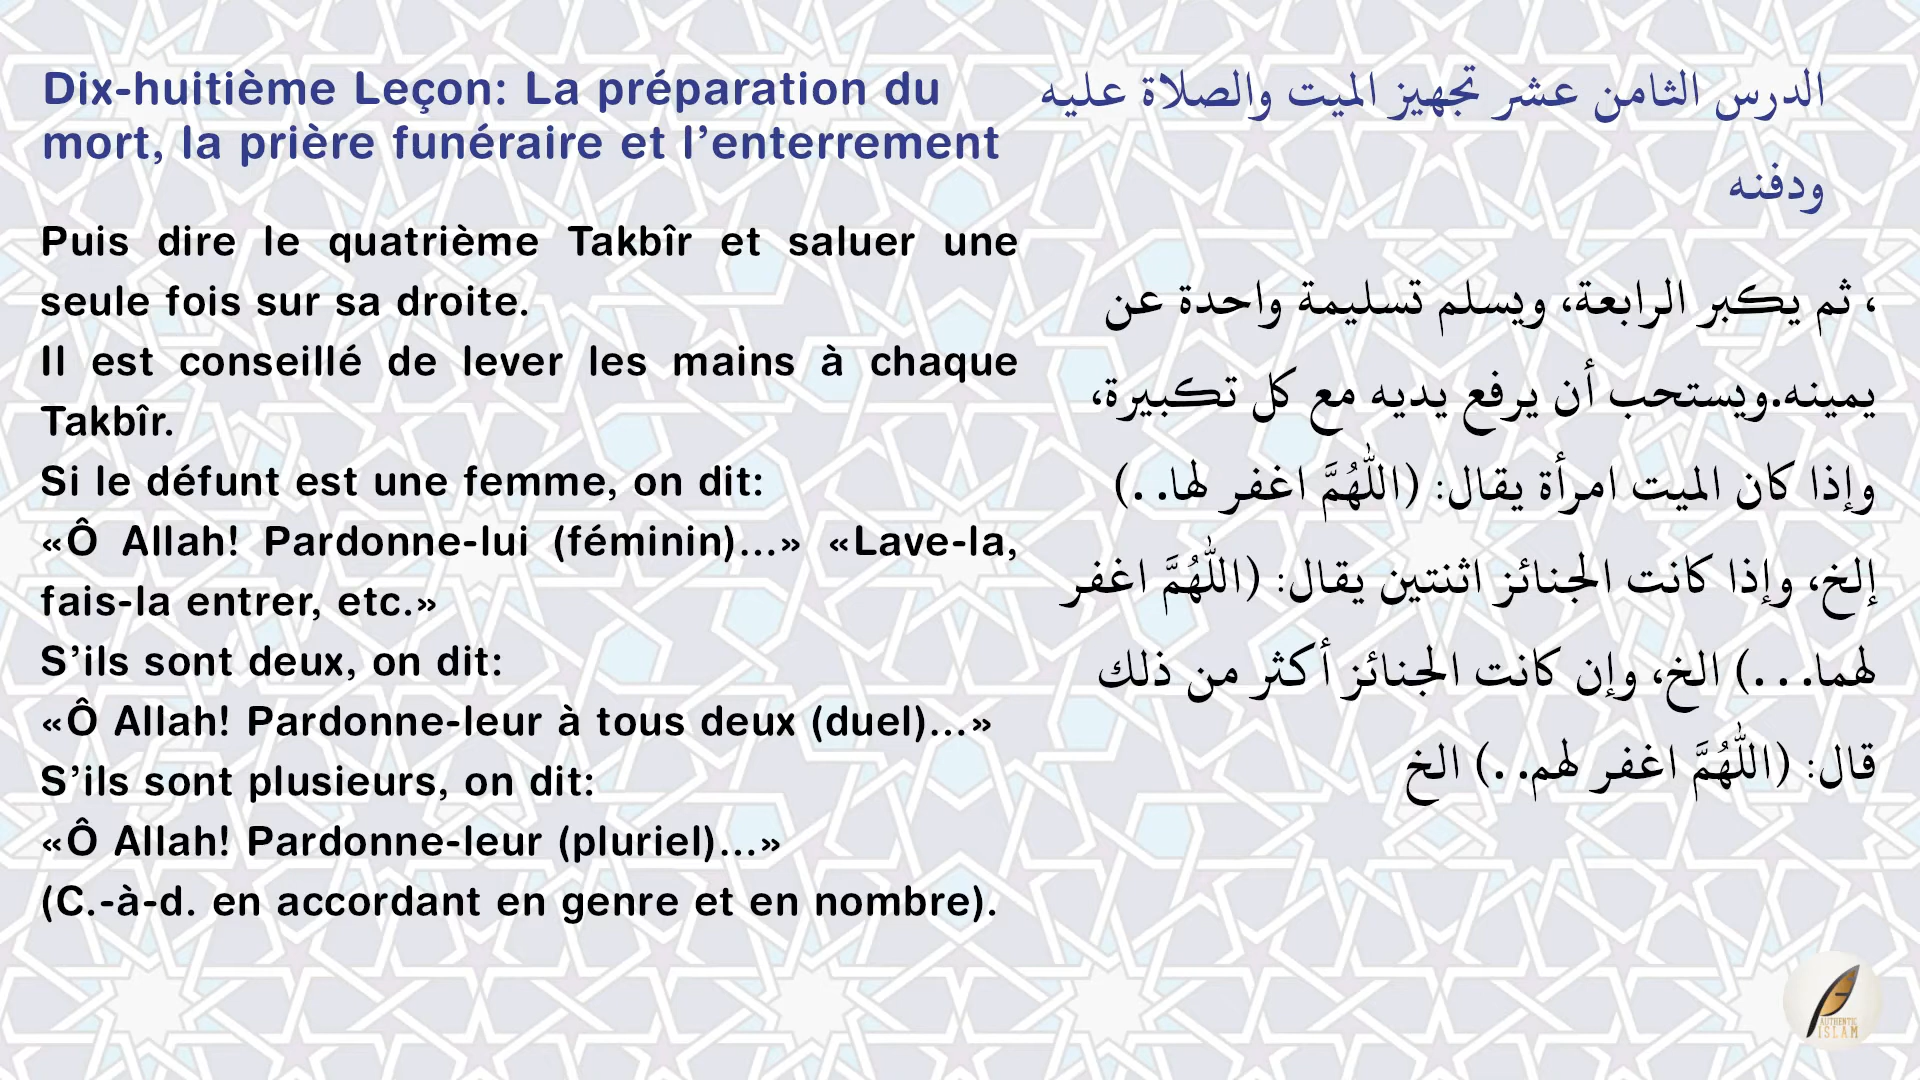 Dix-huitième Leçon: La préparation du
mort, la prière funéraire et l’enterrement
Puis dire le quatrième Takbîr et saluer une
seule fois sur sa droite.
Il est conseillé de lever les mains à chaque
Takbîr.
Si le défunt est une femme, on dit:
«Ô Allah! Pardonne-lui (féminin)...» «Lave-la,
fais-la entrer, etc.»
S’ils sont deux, on dit:
«Ô Allah! Pardonne-leur à tous deux (duel)...»
S’ils sont plusieurs, on dit:
«Ô Allah! Pardonne-leur (pluriel)...»
(C.-à-d. en accordant en genre et en nombre).
الدرس الثامن عشر تجهيز الميت والصلاة عليه
ودفنه
، ثم يكبر الرابعة، ويسلم تسليمة واحدة عن
يمينه.ويستحب أن يرفع يديه مع كل تكبيرة،
وإذا كان الميت امرأة يقال: (اللّٰهُمَّ اغفر لها. .)
إلخ، وإذا كانت الجنائز اثنتين يقال: (اللّٰهُمَّ اغفر
لهما. . .) الخ، وإن كانت الجنائز أكثر من ذلك
قال: (اللّٰهُمَّ اغفر لهم. .) الخ
AUTHENTIC
ISLAM